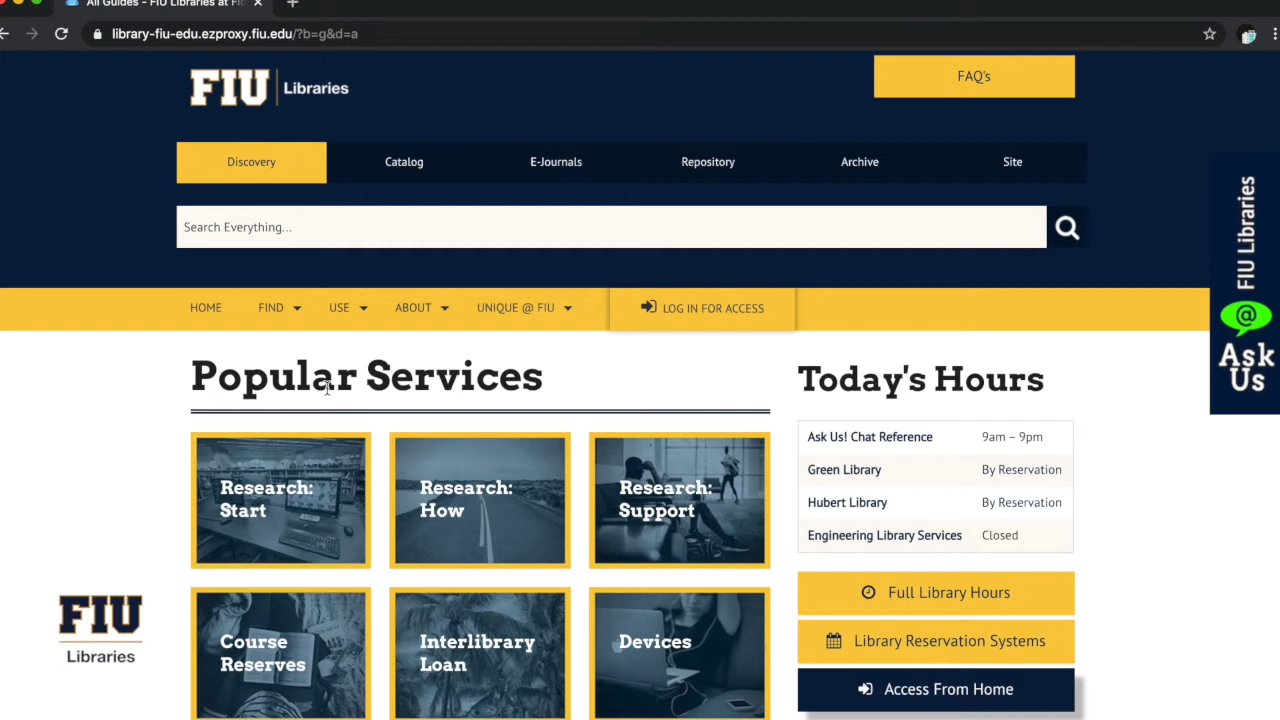 All Guides - FIU Libraries at Flo
library-fiu-edu.ezproxy.fiu.edu/?b=g&d=a
FIU Libraries
FAQ's
Discovery Catalog E-Journals Repository Archive Site
Search Everything...
HOME FIND USE ABOUT UNIQUE @ FIU LOG IN FOR ACCESS
FIU Libraries
@
Ask
Us
Popular Services
Research:
Start
Research:
How
Research:
Support
Course
Reserves
Interlibrary
Loan
Devices
Today's Hours
Ask Us! Chat Reference 9am – 9pm
Green Library By Reservation
Hubert Library By Reservation
Engineering Library Services Closed
Full Library Hours
Library Reservation Systems
Access From Home
FIU
Libraries